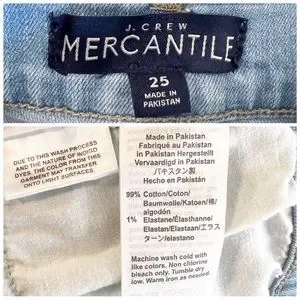 J. CREW
MERCANTILE
25
MADE IN
PAKISTAN
DUE TO THIS WASH PROCESS
AND THE NATURE OF INDIGO
DYES, THE COLOR FROM THIS
GARMENT MAY TRANSFER
ONTO LIGHT SURFACES.
Made in Pakistan
Fabriqué au Pakistan
in Pakistan Hergestellt
Vervaardigd in Pakistan
パキスタン製
Hecho en Pakistán
99% Cotton/Coton/
Baumwolle/Katoen/棉/
algodón
1% Elastane/Élasthanne/
Elastan/Elastaan/エラス
ターン/elastano
Machine wash cold with
like colors. Non chlorine
bleach only. Tumble dry
low. Warm iron as needed.